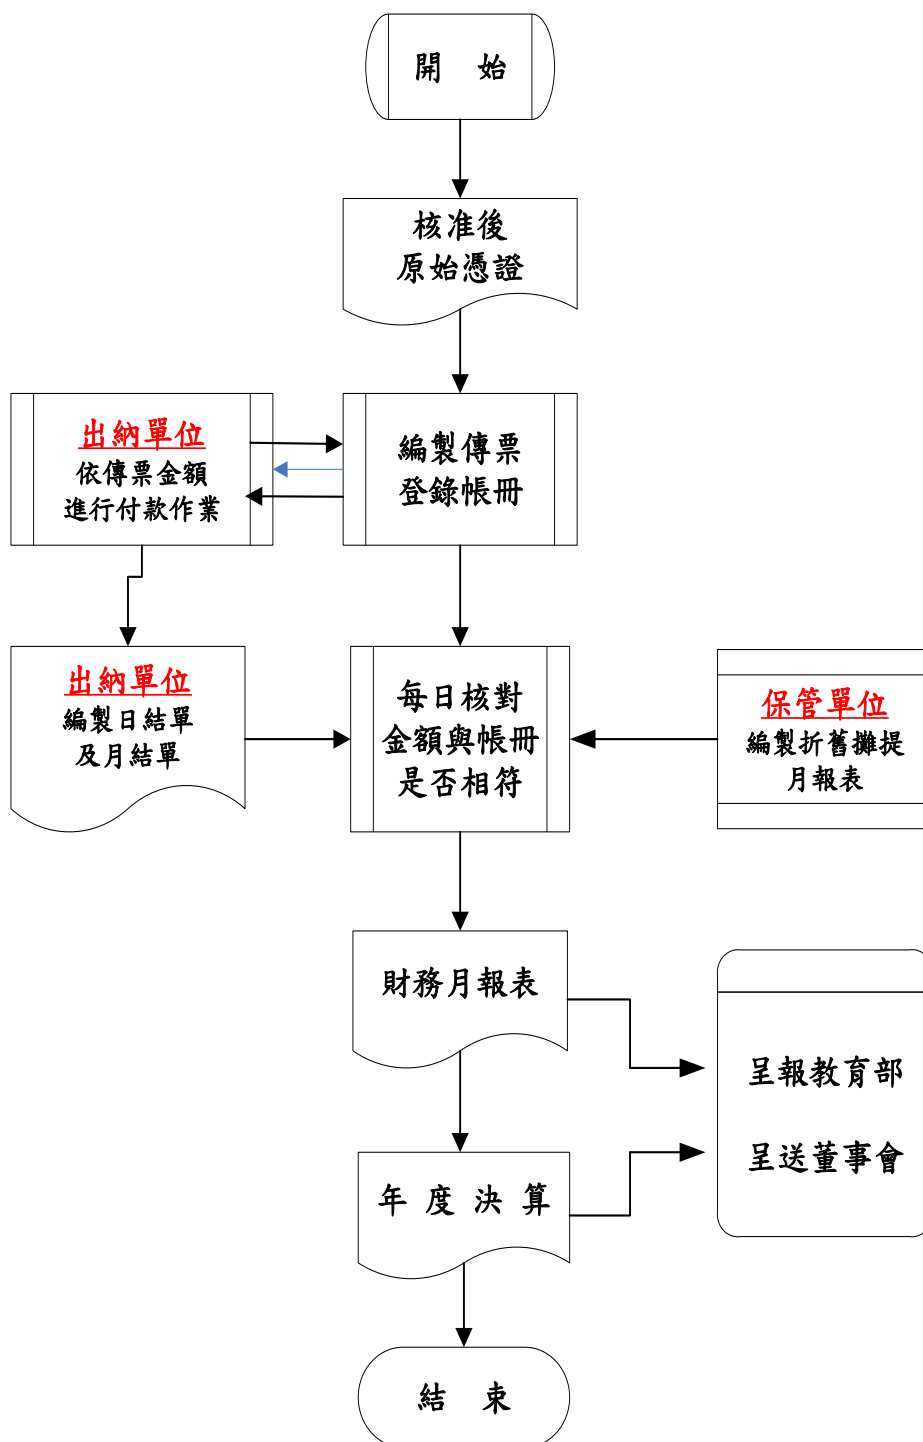 開 始
核准後
原始憑證
出納單位
依傳票金額
進行付款作業
編製傳票
登錄帳冊
出納單位
編製日結單
及月結單
每日核對
金額與帳冊
是否相符
保管單位
編製折舊攤提
月報表
財務月報表
呈報教育部
呈送董事會
年 度 決 算
結 束